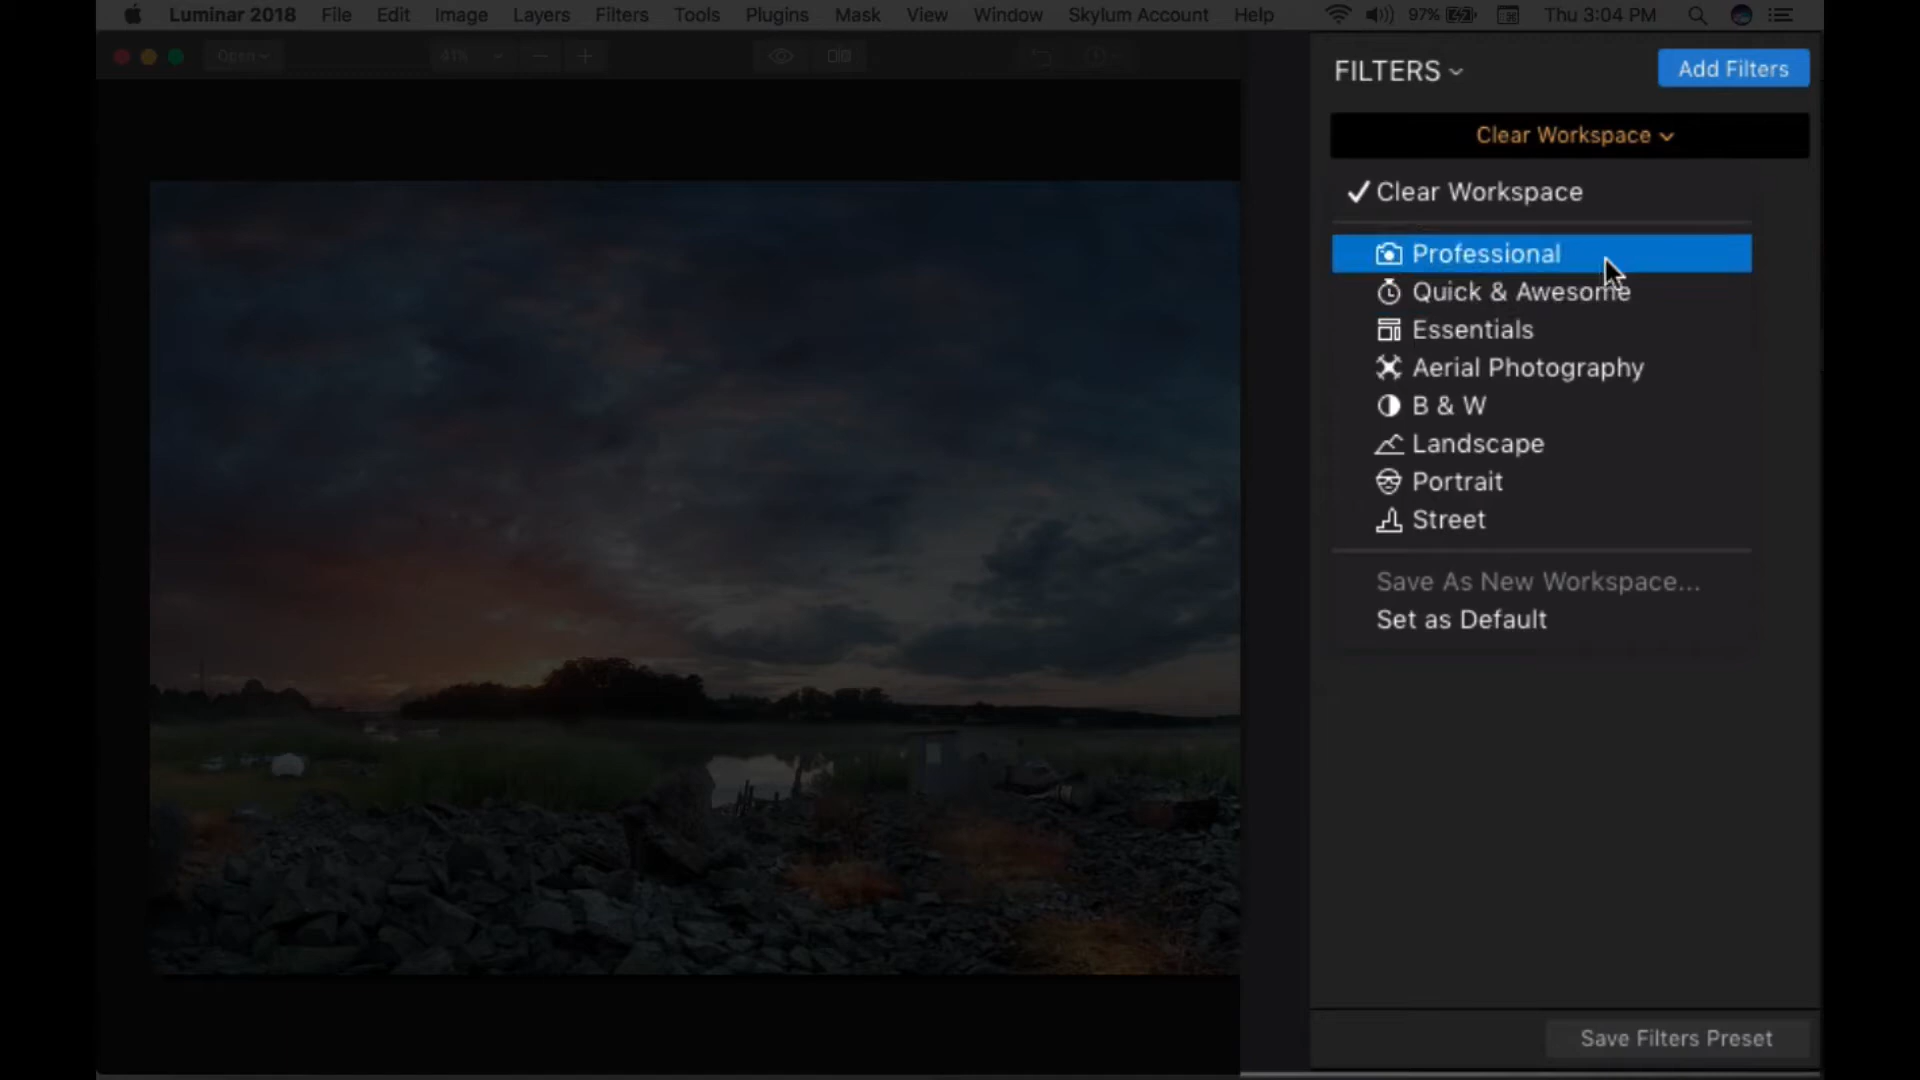 Luminar 2018 File Edit Image Layers Filters Tools Plugins Mask View Window Skylum Account Help 97% Thu 3:04 PM
Open 41%
FILTERS Add Filters
Clear Workspace
Clear Workspace
Professional
Quick & Awesome
Essentials
Aerial Photography
B & W
Landscape
Portrait
Street
Save As New Workspace...
Set as Default
Save Filters Preset